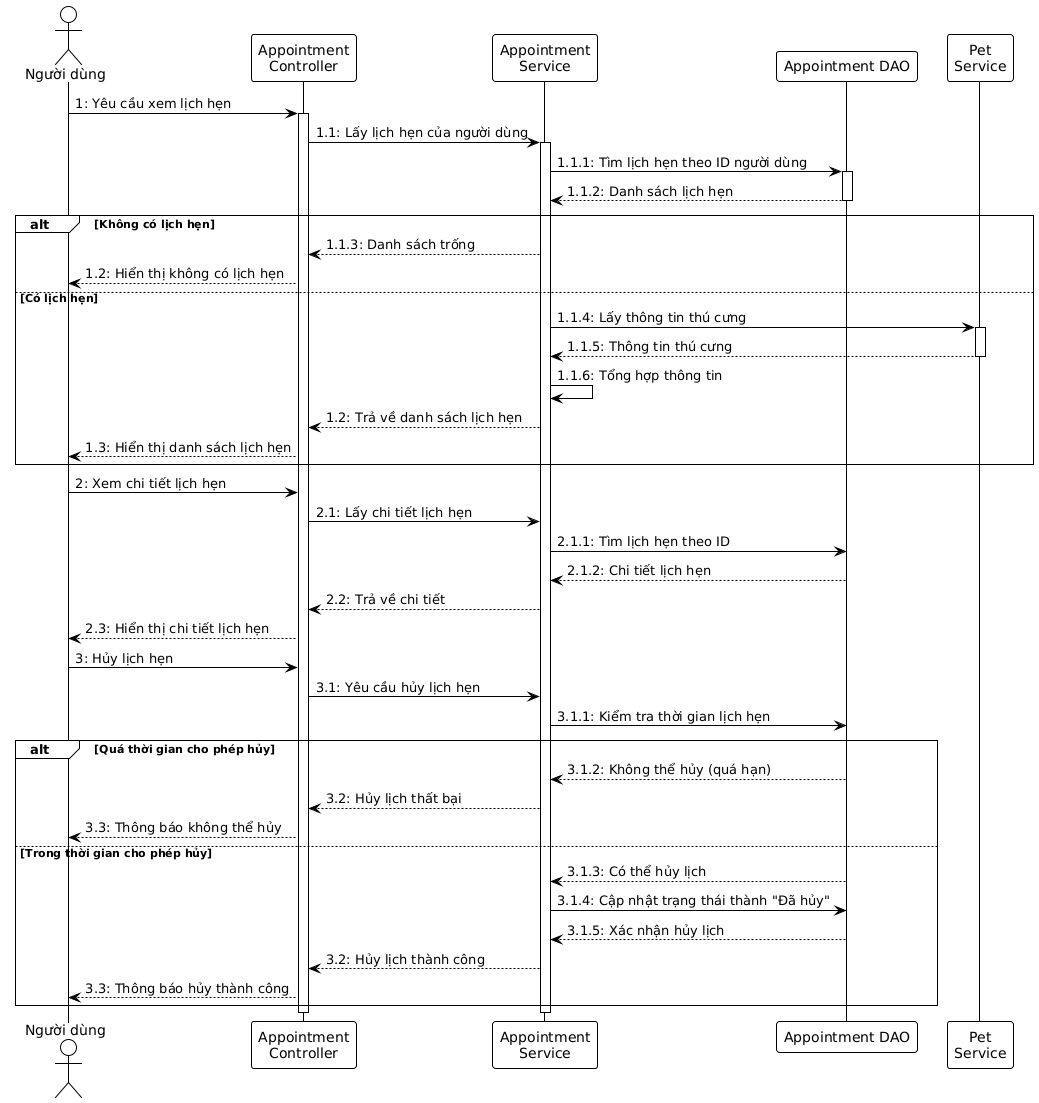 Người dùng
Appointment
Controller
Appointment
Service
Appointment DAO
Pet
Service
1: Yêu cầu xem lịch hẹn
1.1: Lấy lịch hẹn của người dùng
1.1.1: Tìm lịch hẹn theo ID người dùng
1.1.2: Danh sách lịch hẹn
alt [Không có lịch hẹn]
1.1.3: Danh sách trống
1.2: Hiển thị không có lịch hẹn
[Có lịch hẹn]
1.1.4: Lấy thông tin thú cưng
1.1.5: Thông tin thú cưng
1.1.6: Tổng hợp thông tin
1.2: Trả về danh sách lịch hẹn
1.3: Hiển thị danh sách lịch hẹn
2: Xem chi tiết lịch hẹn
2.1: Lấy chi tiết lịch hẹn
2.1.1: Tìm lịch hẹn theo ID
2.1.2: Chi tiết lịch hẹn
2.2: Trả về chi tiết
2.3: Hiển thị chi tiết lịch hẹn
3: Hủy lịch hẹn
3.1: Yêu cầu hủy lịch hẹn
3.1.1: Kiểm tra thời gian lịch hẹn
alt [Quá thời gian cho phép hủy]
3.1.2: Không thể hủy (quá hạn)
3.2: Hủy lịch thất bại
3.3: Thông báo không thể hủy
[Trong thời gian cho phép hủy]
3.1.3: Có thể hủy lịch
3.1.4: Cập nhật trạng thái thành "Đã hủy"
3.1.5: Xác nhận hủy lịch
3.2: Hủy lịch thành công
3.3: Thông báo hủy thành công
Người dùng
Appointment
Controller
Appointment
Service
Appointment DAO
Pet
Service